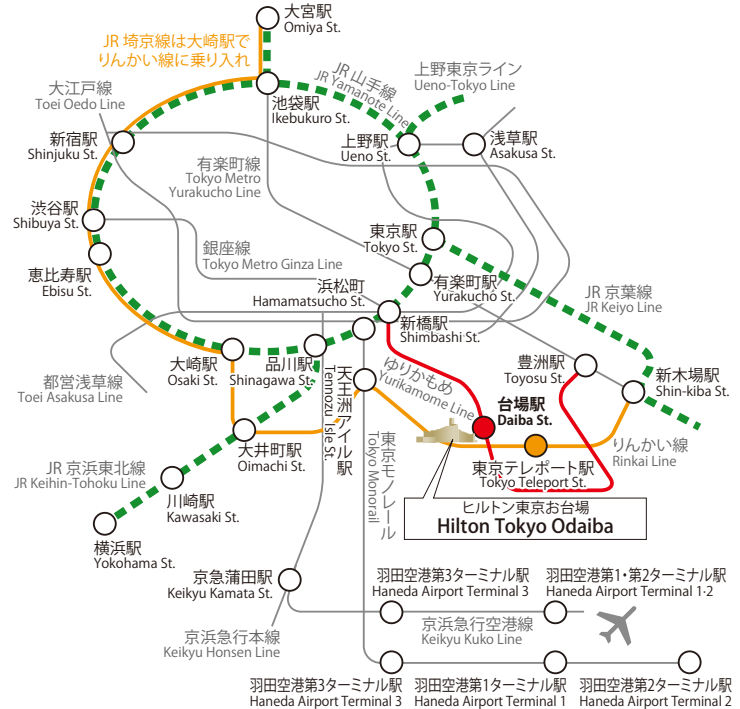 大宮駅
Omiya St.
JR 埼京線は大崎駅で
りんかい線に乗り入れ
大江戸線
Toei Oedo Line
池袋駅
Ikebukuro St.
JR 山手線
JR Yamanote Line
上野東京ライン
Ueno-Tokyo Line
新宿駅
Shinjuku St.
上野駅
Ueno St.
浅草駅
Asakusa St.
有楽町線
Tokyo Metro
Yurakucho Line
渋谷駅
Shibuya St.
東京駅
Tokyo St.
銀座線
Tokyo Metro Ginza Line
恵比寿駅
Ebisu St.
浜松町
Hamamatsucho St.
有楽町駅
Yurakucho St.
JR 京葉線
JR Keiyo Line
新橋駅
Shimbashi St.
大崎駅
Osaki St.
品川駅
Shinagawa St.
天王洲アイル駅
Tennozu Isle St.
ゆりかもめ
Yurikamome Line
豊洲駅
Toyosu St.
新木場駅
Shin-kiba St.
都営浅草線
Toei Asakusa Line
台場駅
Daiba St.
大井町駅
Oimachi St.
東京モノレール
Tokyo Monorail
りんかい線
Rinkai Line
東京テレポート駅
Tokyo Teleport St.
JR 京浜東北線
JR Keihin-Tohoku Line
川崎駅
Kawasaki St.
ヒルトン東京お台場
Hilton Tokyo Odaiba
横浜駅
Yokohama St.
京急蒲田駅
Keikyu Kamata St.
羽田空港第3ターミナル駅
Haneda Airport Terminal 3
羽田空港第1・第2ターミナル駅
Haneda Airport Terminal 1·2
京浜急行本線
Keikyu Honsen Line
京浜急行空港線
Keikyu Kuko Line
羽田空港第3ターミナル駅
Haneda Airport Terminal 3
羽田空港第1ターミナル駅
Haneda Airport Terminal 1
羽田空港第2ターミナル駅
Haneda Airport Terminal 2